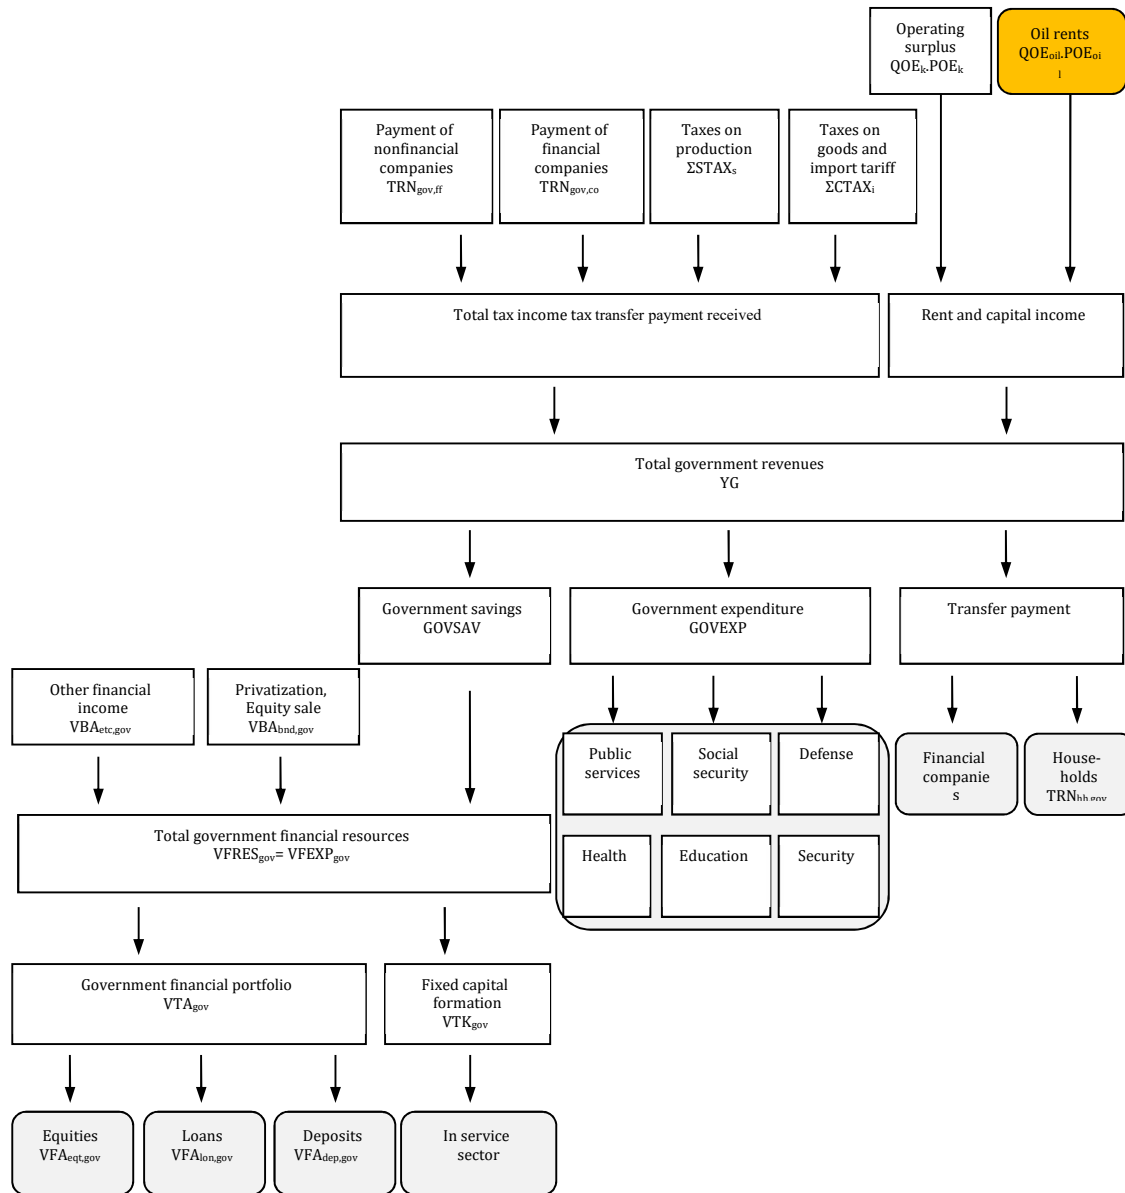 Operating
surplus
QOEk.POEk
Oil rents
QOEoil.POEoi
l
Payment of
nonfinancial
companies
TRNgov,ff
Payment of
financial
companies
TRNgov,co
Taxes on
production
ΣSTAXs
Taxes on
goods and
import tariff
ΣCTAXi
Total tax income tax transfer payment received
Rent and capital income
Total government revenues
YG
Government savings
GOVSAV
Government expenditure
GOVEXP
Transfer payment
Other financial
income
VBAetc,gov
Privatization,
Equity sale
VBAbnd,gov
Public
services
Social
security
Defense
Financial
companie
s
House-
holds
TRNhh,gov
Total government financial resources
VFRESgov= VFEXPgov
Health
Education
Security
Government financial portfolio
VTAgov
Fixed capital
formation
VTKgov
Equities
VFAeqt,gov
Loans
VFAlon,gov
Deposits
VFAdep,gov
In service
sector